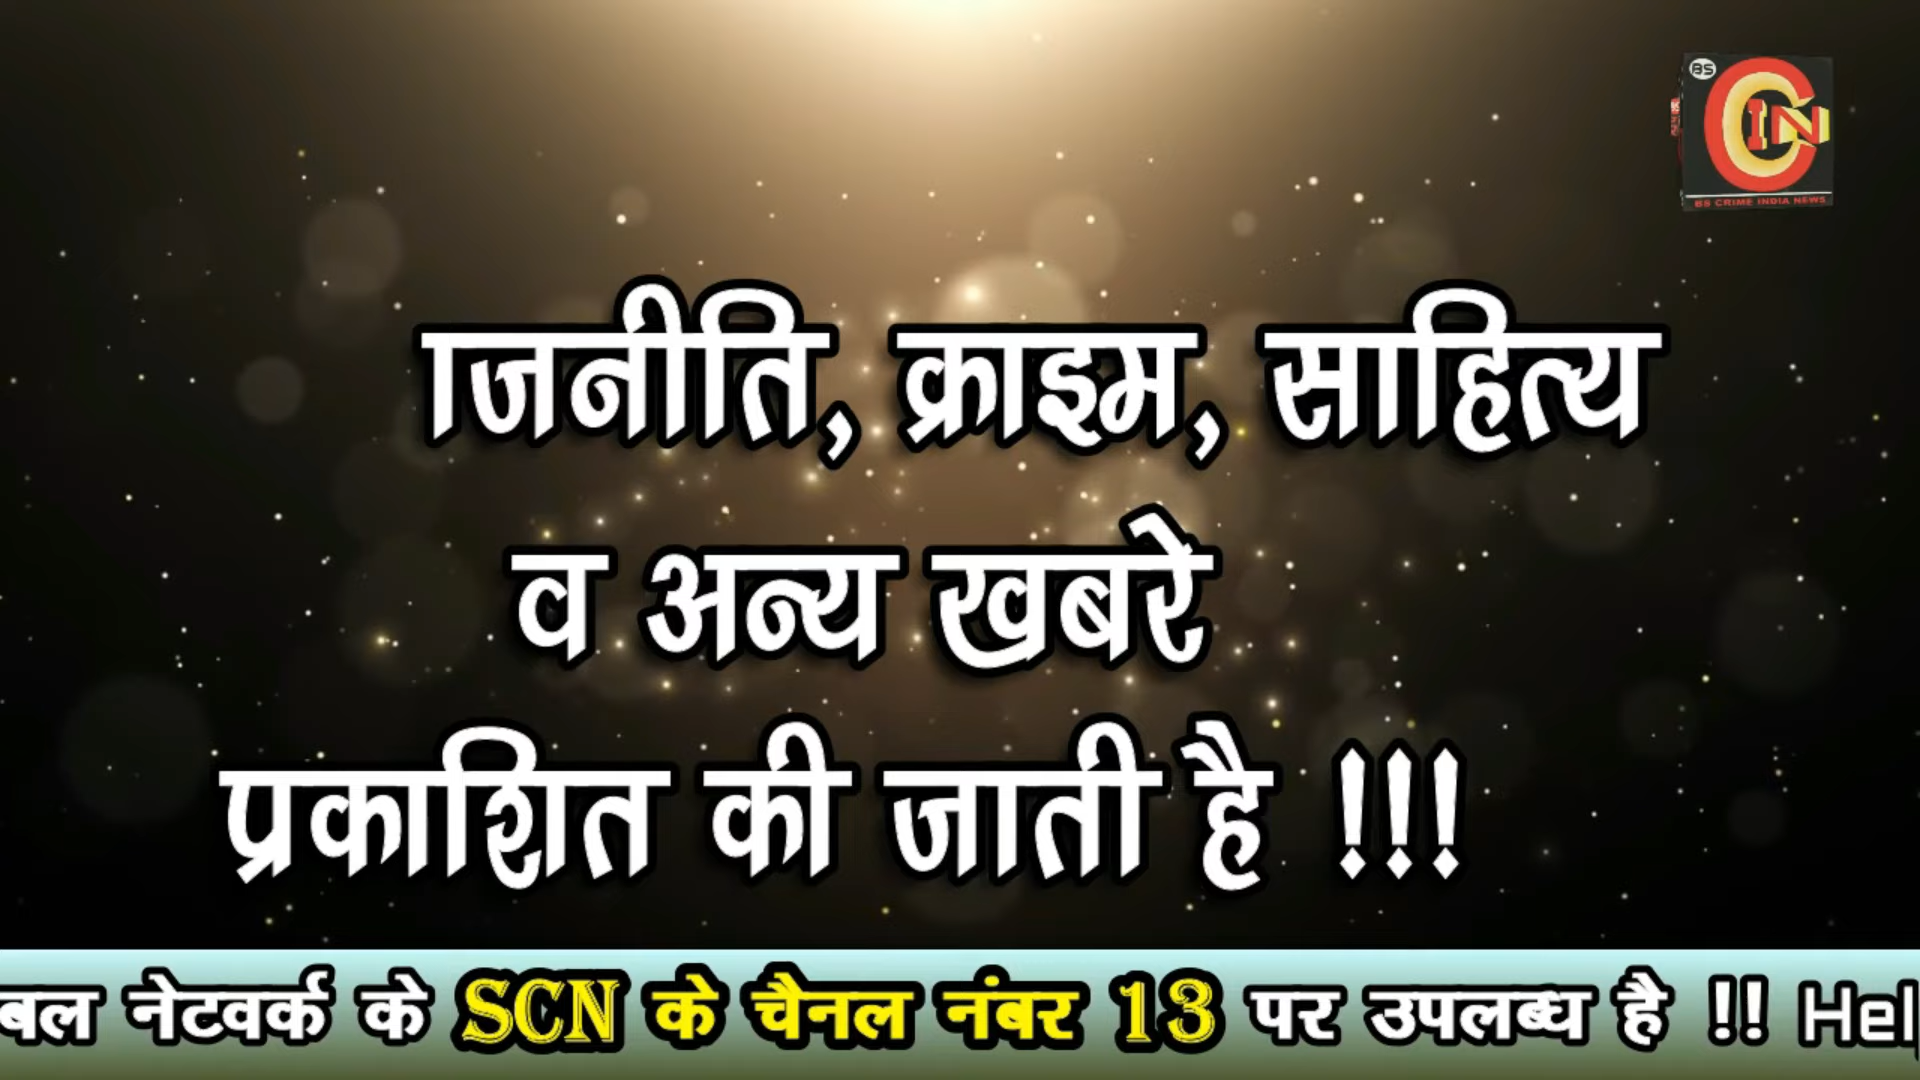 BS
CIN
BS CRIME INDIA NEWS
ाजनीति, क्राइम, साहित्य
व अन्य खबरे
प्रकाशित की जाती है !!!
बल नेटवर्क के SCN के चैनल नंबर 13 पर उपलब्ध है !! Hel